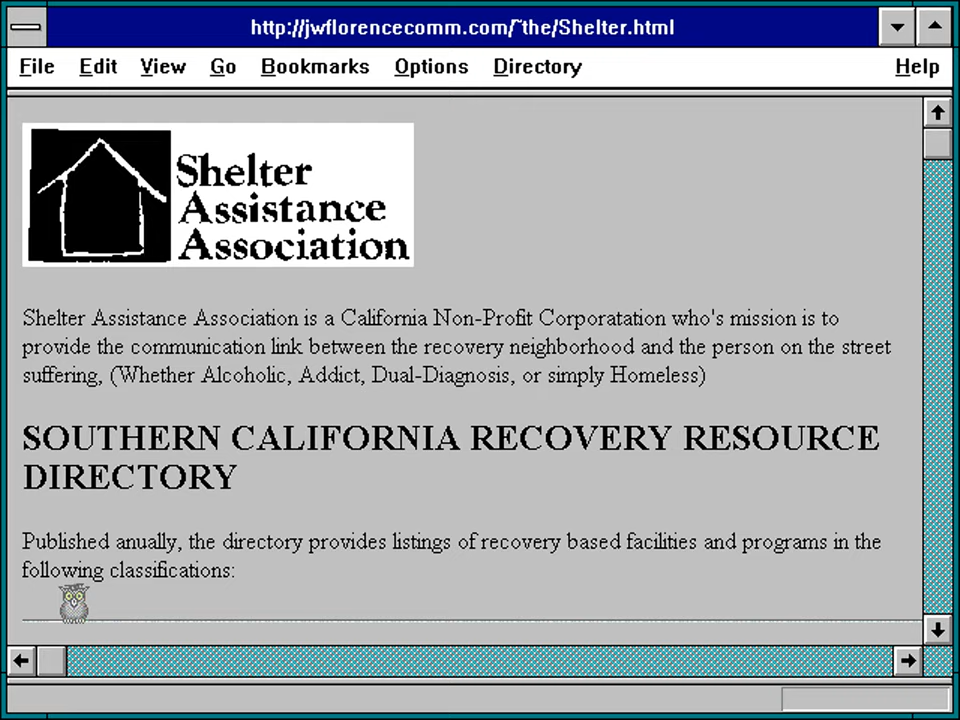 http://jwflorencecomm.com/~the/Shelter.html
File Edit View Go Bookmarks Options Directory Help
Shelter
Assistance
Association
Shelter Assistance Association is a California Non-Profit Corporatation who's mission is to
provide the communication link between the recovery neighborhood and the person on the street
suffering, (Whether Alcoholic, Addict, Dual-Diagnosis, or simply Homeless)
SOUTHERN CALIFORNIA RECOVERY RESOURCE
DIRECTORY
Published anually, the directory provides listings of recovery based facilities and programs in the
following classifications: